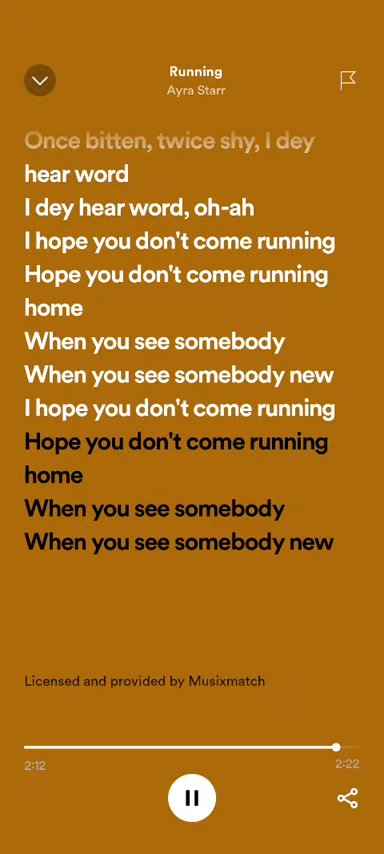 Running
Ayra Starr
Once bitten, twice shy, I dey
hear word
I dey hear word, oh-ah
I hope you don't come running
Hope you don't come running
home
When you see somebody
When you see somebody new
I hope you don't come running
Hope you don't come running
home
When you see somebody
When you see somebody new
Licensed and provided by Musixmatch
2:12
2:22